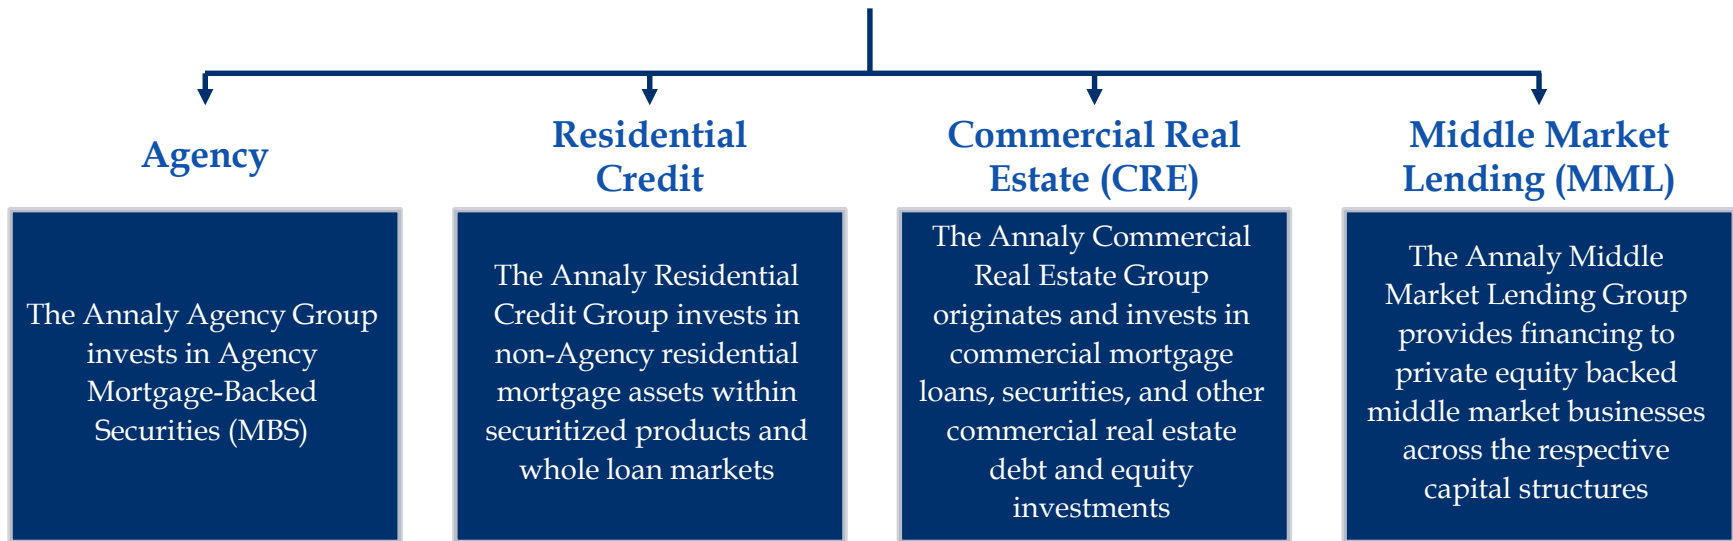 Agency
Residential
Credit
Commercial Real
Estate (CRE)
Middle Market
Lending (MML)
The Annaly Agency Group
invests in Agency
Mortgage-Backed
Securities (MBS)
The Annaly Residential
Credit Group invests in
non-Agency residential
mortgage assets within
securitized products and
whole loan markets
The Annaly Commercial
Real Estate Group
originates and invests in
commercial mortgage
loans, securities, and other
commercial real estate
debt and equity
investments
The Annaly Middle
Market Lending Group
provides financing to
private equity backed
middle market businesses
across the respective
capital structures